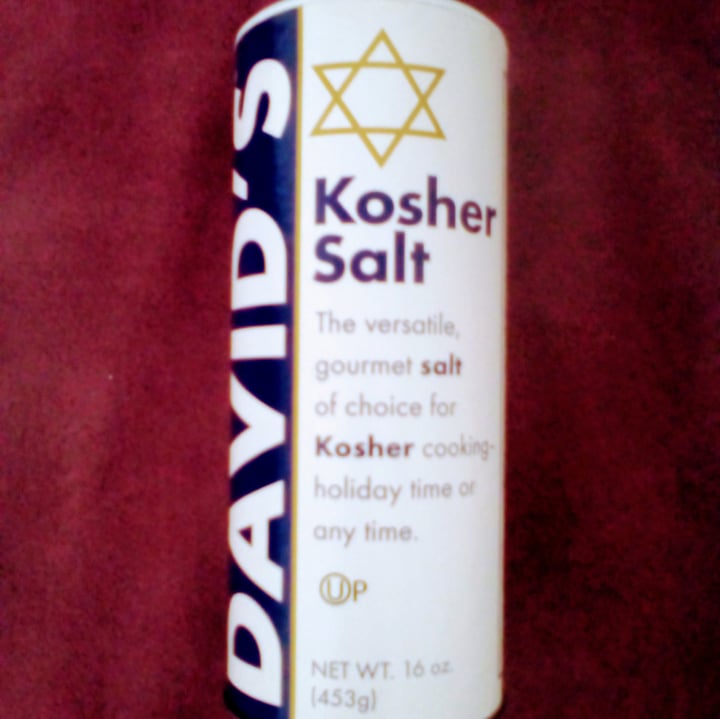 DAVID'S
Kosher
Salt
The versatile,
gourmet salt
of choice for
Kosher cooking-
holiday time or
any time.
UP
NET WT. 16 oz.
(453g)